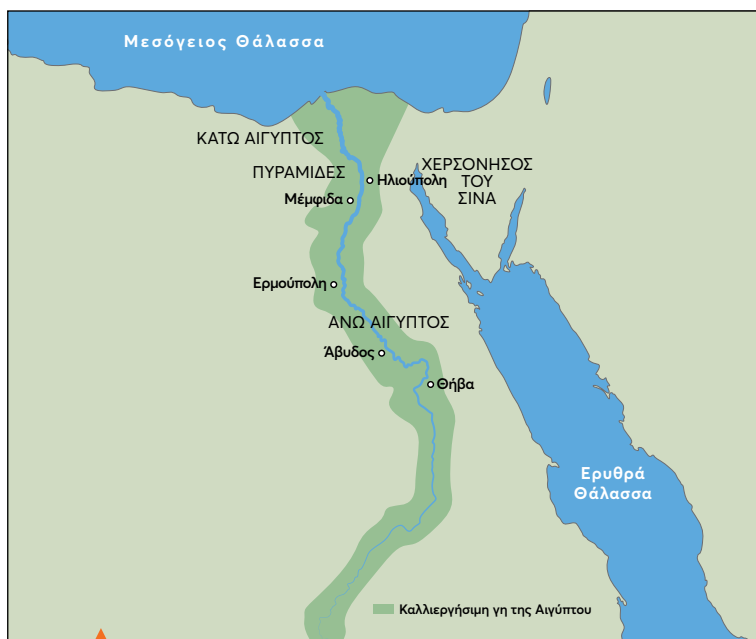 Μεσόγειος Θάλασσα
ΚΑΤΩ ΑΙΓΥΠΤΟΣ
ΠΥΡΑΜΙΔΕΣ
Ηλιούπολη
ΧΕΡΣΟΝΗΣΟΣ
ΤΟΥ
ΣΙΝΑ
Μέμφιδα
Ερμούπολη
ΑΝΩ ΑΙΓΥΠΤΟΣ
Άβυδος
Θήβα
Ερυθρά
Θάλασσα
Καλλιεργήσιμη γη της Αιγύπτου